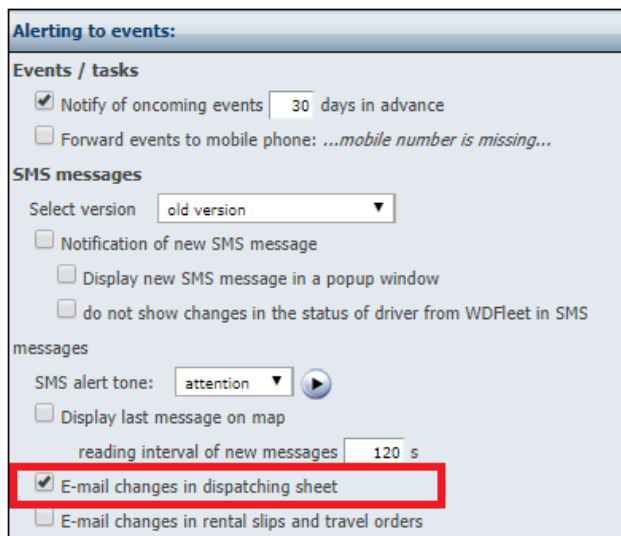 Alerting to events:
Events / tasks
Notify of oncoming events 30 days in advance
Forward events to mobile phone: ...mobile number is missing...
SMS messages
Select version old version
Notification of new SMS message
Display new SMS message in a popup window
do not show changes in the status of driver from WDFleet in SMS
messages
SMS alert tone: attention
Display last message on map
reading interval of new messages 120 s
E-mail changes in dispatching sheet
E-mail changes in rental slips and travel orders